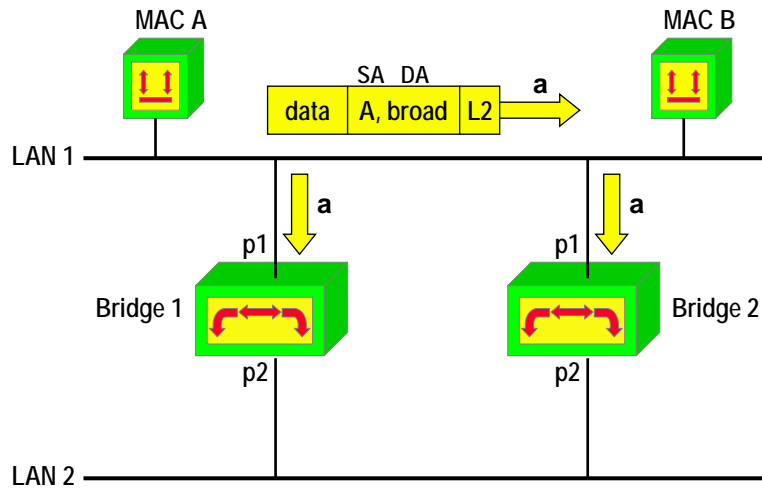 MAC A
MAC B
SA DA
data A, broad L2 a
LAN 1
a a
p1 p1
Bridge 1 Bridge 2
p2 p2
LAN 2